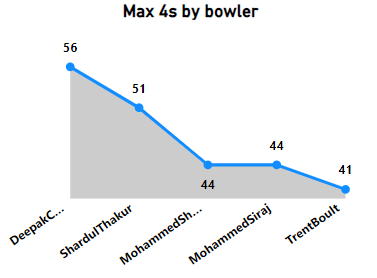 Max 4s by bowler
56
51
44
44
41
DeepakC...
ShardulThakur
MohammedSh...
MohammedSiraj
TrentBoult